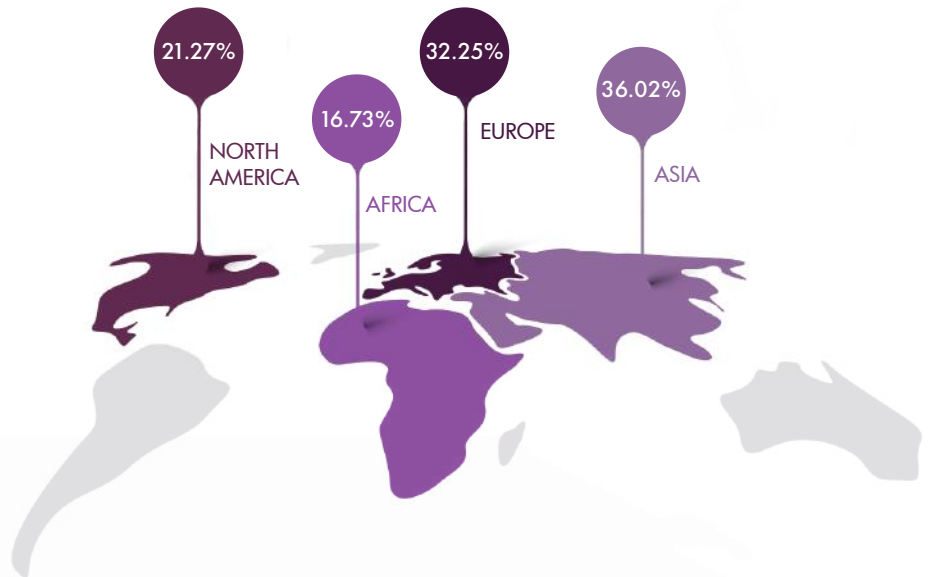 21.27%
NORTH
AMERICA
16.73%
AFRICA
32.25%
EUROPE
36.02%
ASIA